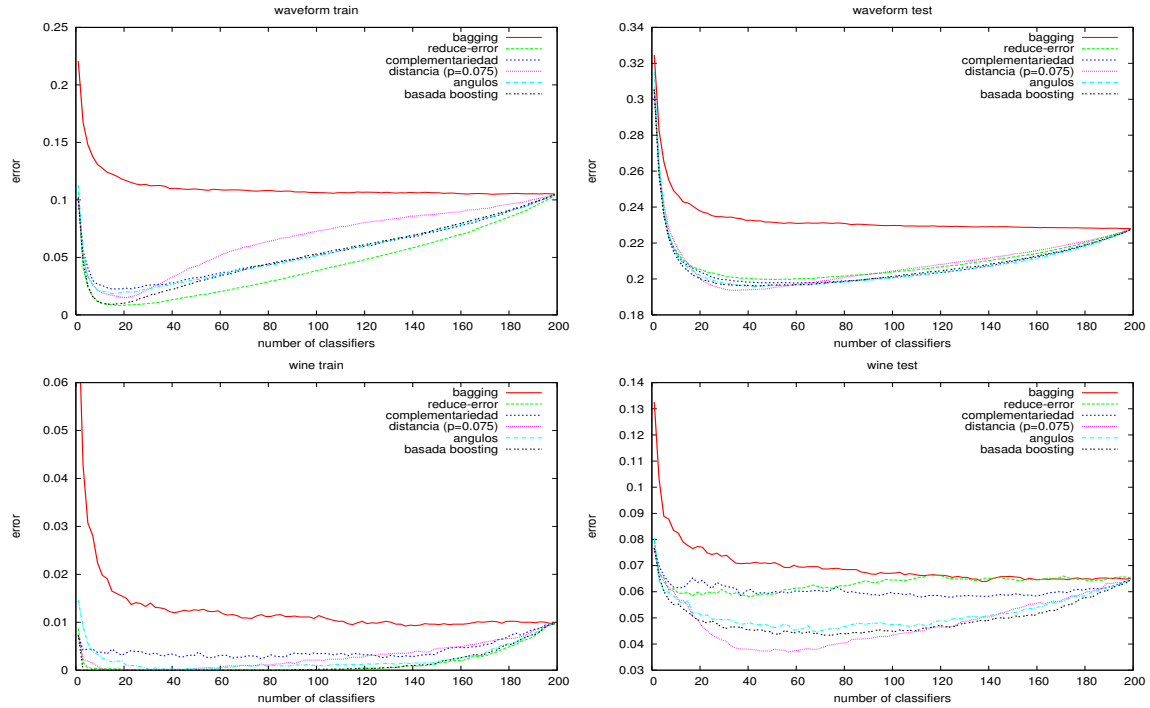 waveform train
error
0.25
0.2
0.15
0.1
0.05
0
bagging
reduce-error
complementariedad
distancia (p=0.075)
angulos
basada boosting
0 20 40 60 80 100 120 140 160 180 200
number of classifiers
waveform test
error
0.34
0.32
0.3
0.28
0.26
0.24
0.22
0.2
0.18
bagging
reduce-error
complementariedad
distancia (p=0.075)
angulos
basada boosting
0 20 40 60 80 100 120 140 160 180 200
number of classifiers
wine train
error
0.06
0.05
0.04
0.03
0.02
0.01
0
bagging
reduce-error
complementariedad
distancia (p=0.075)
angulos
basada boosting
0 20 40 60 80 100 120 140 160 180 200
number of classifiers
wine test
error
0.14
0.13
0.12
0.11
0.1
0.09
0.08
0.07
0.06
0.05
0.04
0.03
bagging
reduce-error
complementariedad
distancia (p=0.075)
angulos
basada boosting
0 20 40 60 80 100 120 140 160 180 200
number of classifiers